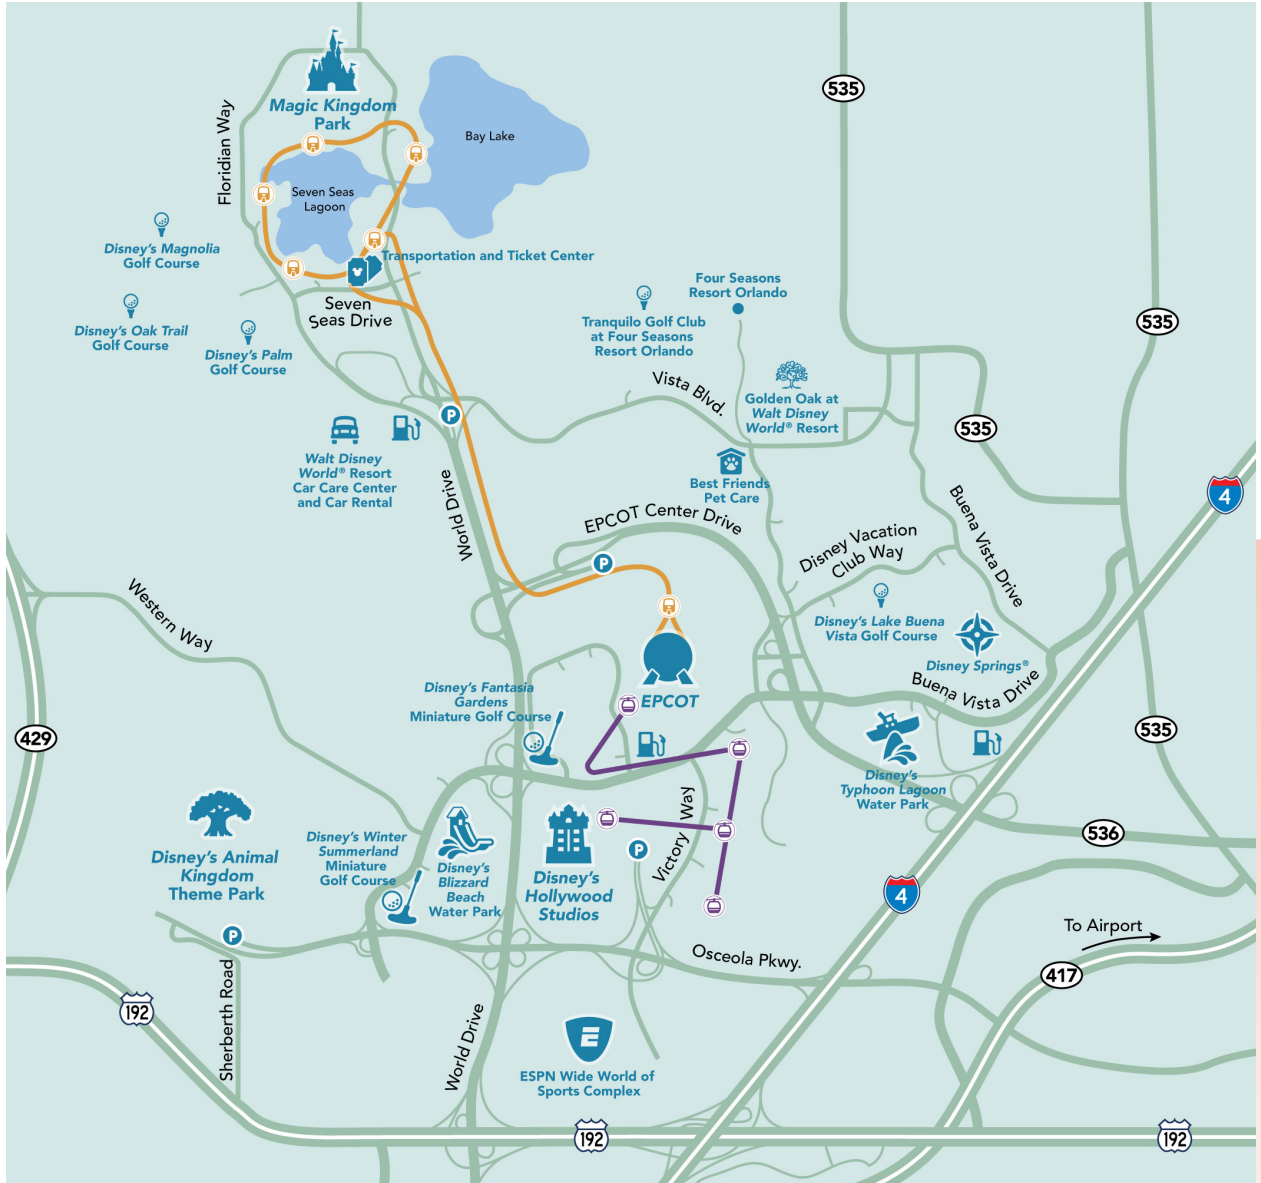 535
Magic Kingdom
Park
Floridian Way
Bay Lake
Seven Seas
Lagoon
Disney's Magnolia
Golf Course
Transportation and Ticket Center
Four Seasons
Resort Orlando
Disney's Oak Trail
Golf Course
Seven
Seas Drive
Tranquilo Golf Club
at Four Seasons
Resort Orlando
535
Disney's Palm
Golf Course
Vista Blvd.
Golden Oak at
Walt Disney
World® Resort
P
535
Walt Disney
World® Resort
Car Care Center
and Car Rental
World Drive
Best Friends
Pet Care
4
EPCOT Center Drive
Buena Vista Drive
Disney Vacation
Club Way
P
Western Way
Disney's Lake Buena
Vista Golf Course
Disney Springs®
Buena Vista Drive
Disney's Fantasia
Gardens
Miniature Golf Course
EPCOT
429
535
Disney's
Typhoon Lagoon
Water Park
Victory Way
536
Disney's Animal
Kingdom
Theme Park
Disney's Winter
Summerland
Miniature
Golf Course
Disney's
Blizzard
Beach
Water Park
Disney's
Hollywood
Studios
P
4
P
To Airport
Osceola Pkwy.
417
Sherberth Road
192
World Drive
E
ESPN Wide World of
Sports Complex
192
192